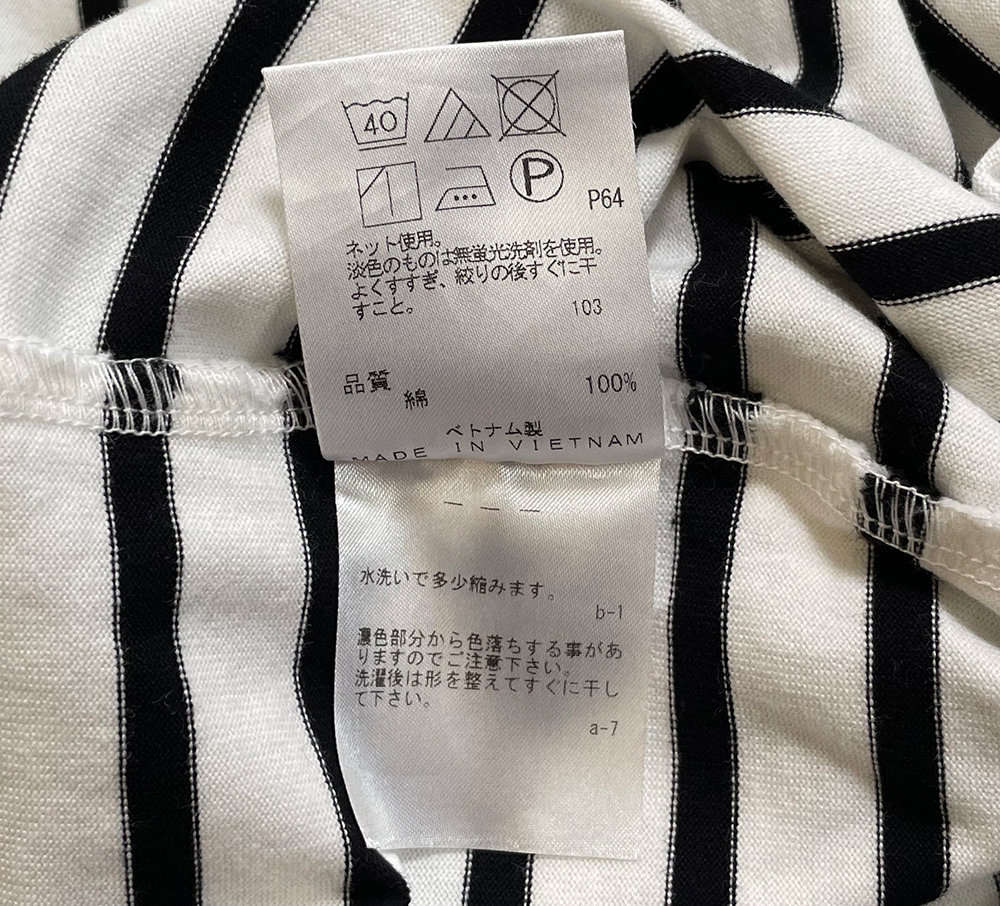 40
P
P64
ネット使用。
淡色のものは無蛍光洗剤を使用。
よくすすぎ、絞りの後すぐに干
すこと。
103
品質
綿 100%
ベトナム製
MADE IN VIETNAM
水洗いで多少縮みます。
b-1
濃色部分から色落ちする事があ
りますのでご注意下さい。
洗濯後は形を整えてすぐに干し
て下さい。
a-7